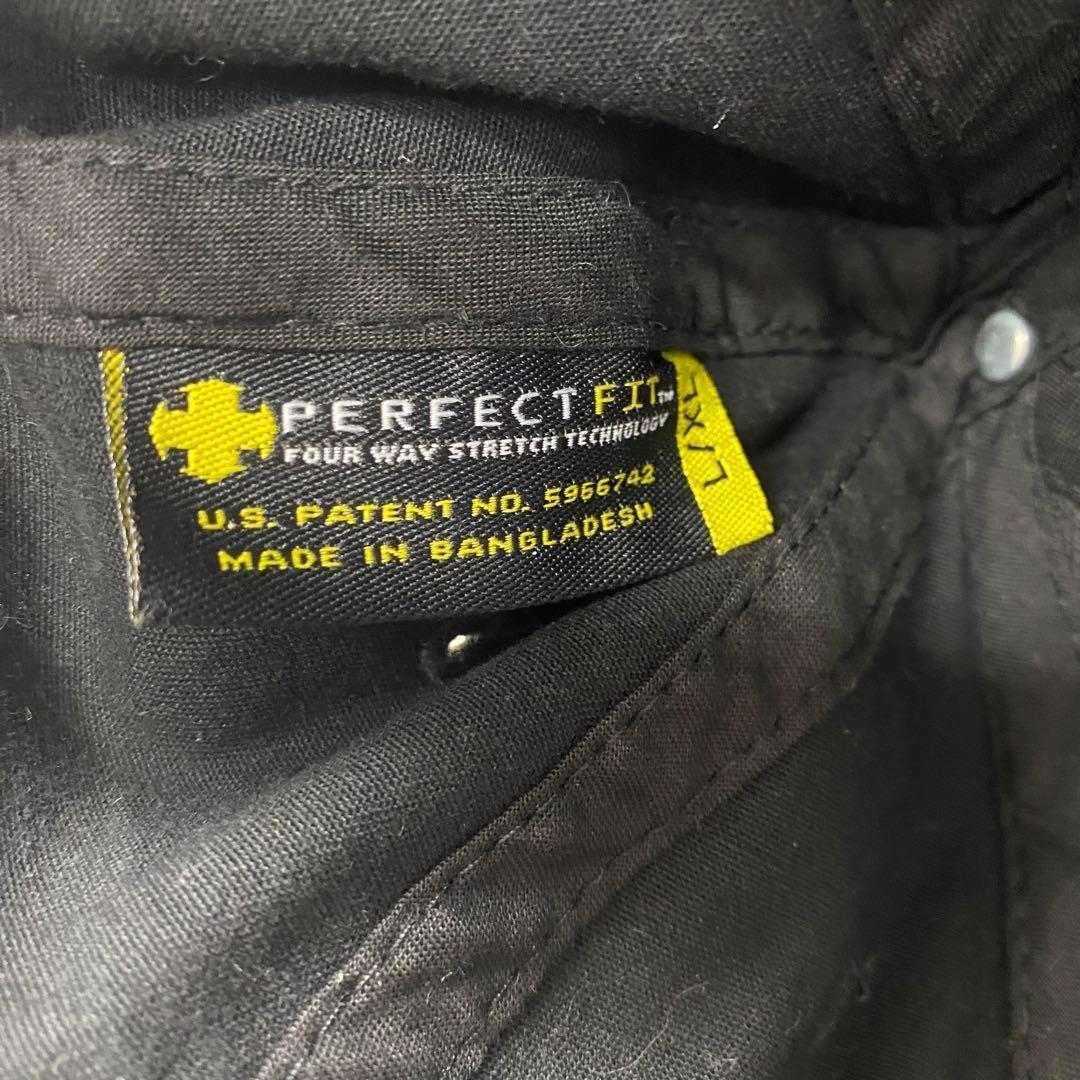 PERFECT FIT™
FOUR WAY STRETCH TECHNOLOGY
U.S. PATENT NO. 5966742
MADE IN BANGLADESH
L/XL